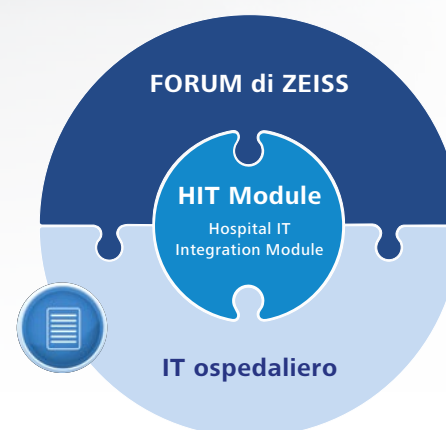 FORUM di ZEISS
HIT Module
Hospital IT
Integration Module
IT ospedaliero